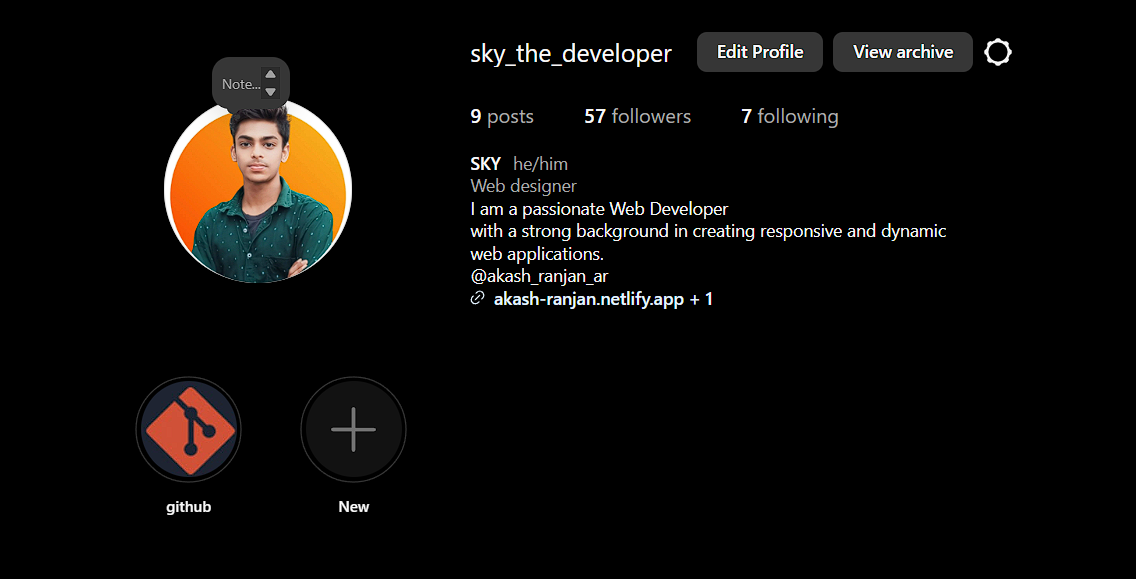 sky_the_developer Edit Profile View archive
Note...
9 posts 57 followers 7 following
SKY he/him
Web designer
I am a passionate Web Developer
with a strong background in creating responsive and dynamic
web applications.
@akash_ranjan_ar
akash-ranjan.netlify.app + 1
github New